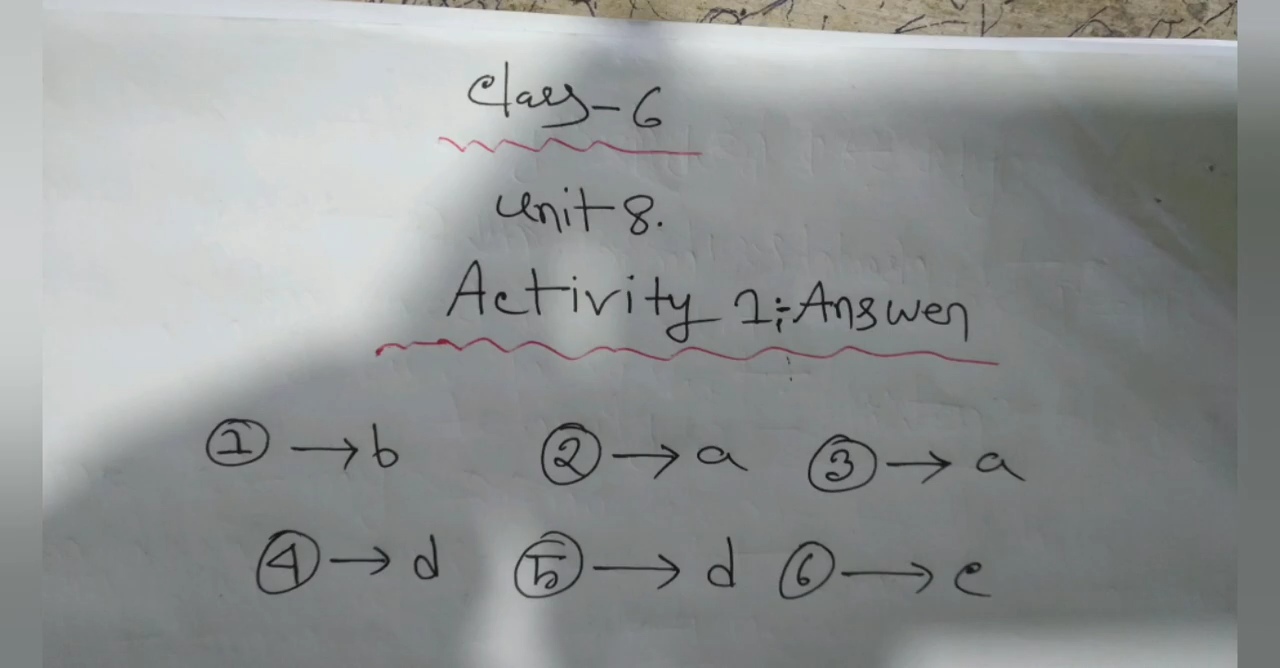 Class-6
Unit 8.
Activity 1:- Answer
① → b ② → a ③ → a
④ → d ⑤ → d ⑥ → c